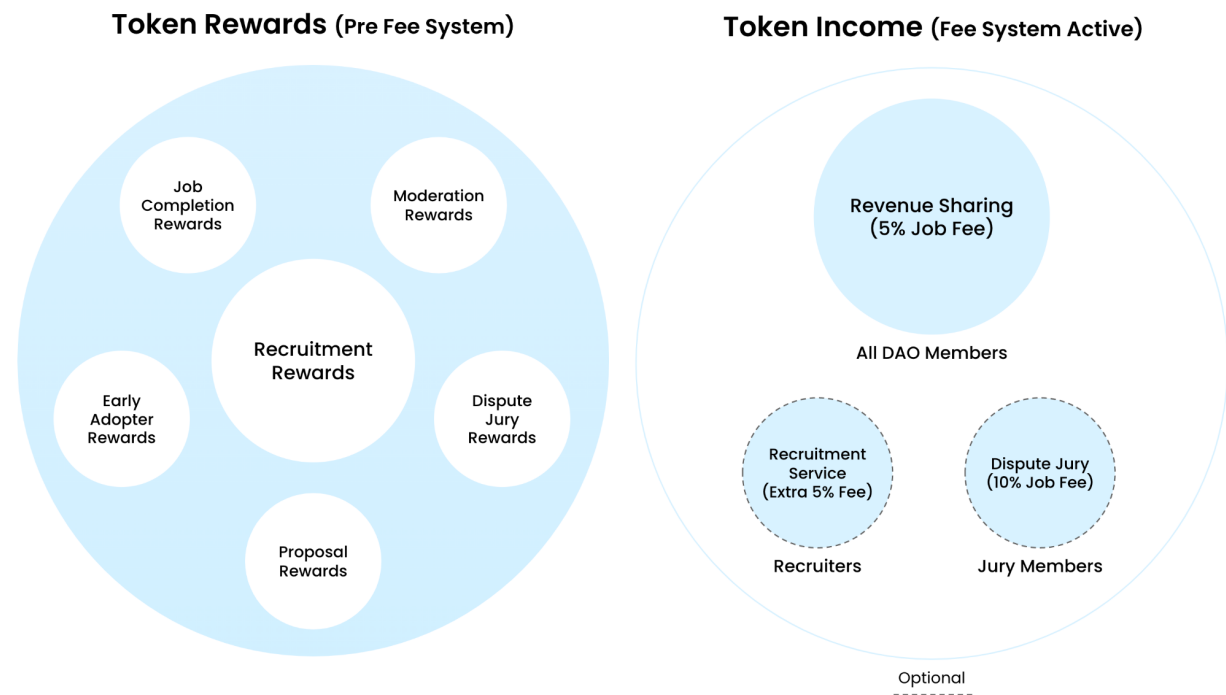 Token Rewards (Pre Fee System)
Job
Completion
Rewards
Moderation
Rewards
Recruitment
Rewards
Early
Adopter
Rewards
Dispute
Jury
Rewards
Proposal
Rewards
Token Income (Fee System Active)
Revenue Sharing
(5% Job Fee)
All DAO Members
Recruitment
Service
(Extra 5% Fee)
Recruiters
Dispute Jury
(10% Job Fee)
Jury Members
Optional